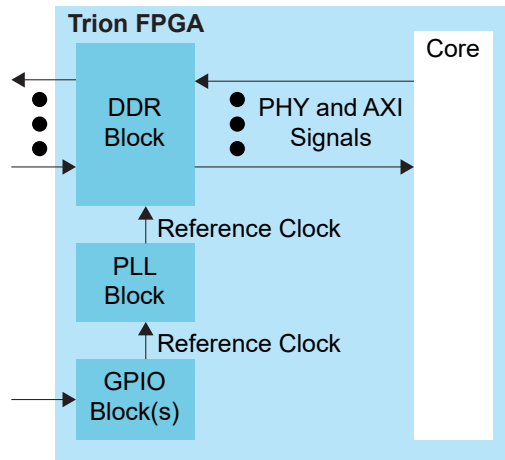 Trion FPGA
Core
DDR
Block
PHY and AXI
Signals
Reference Clock
PLL
Block
Reference Clock
GPIO
Block(s)